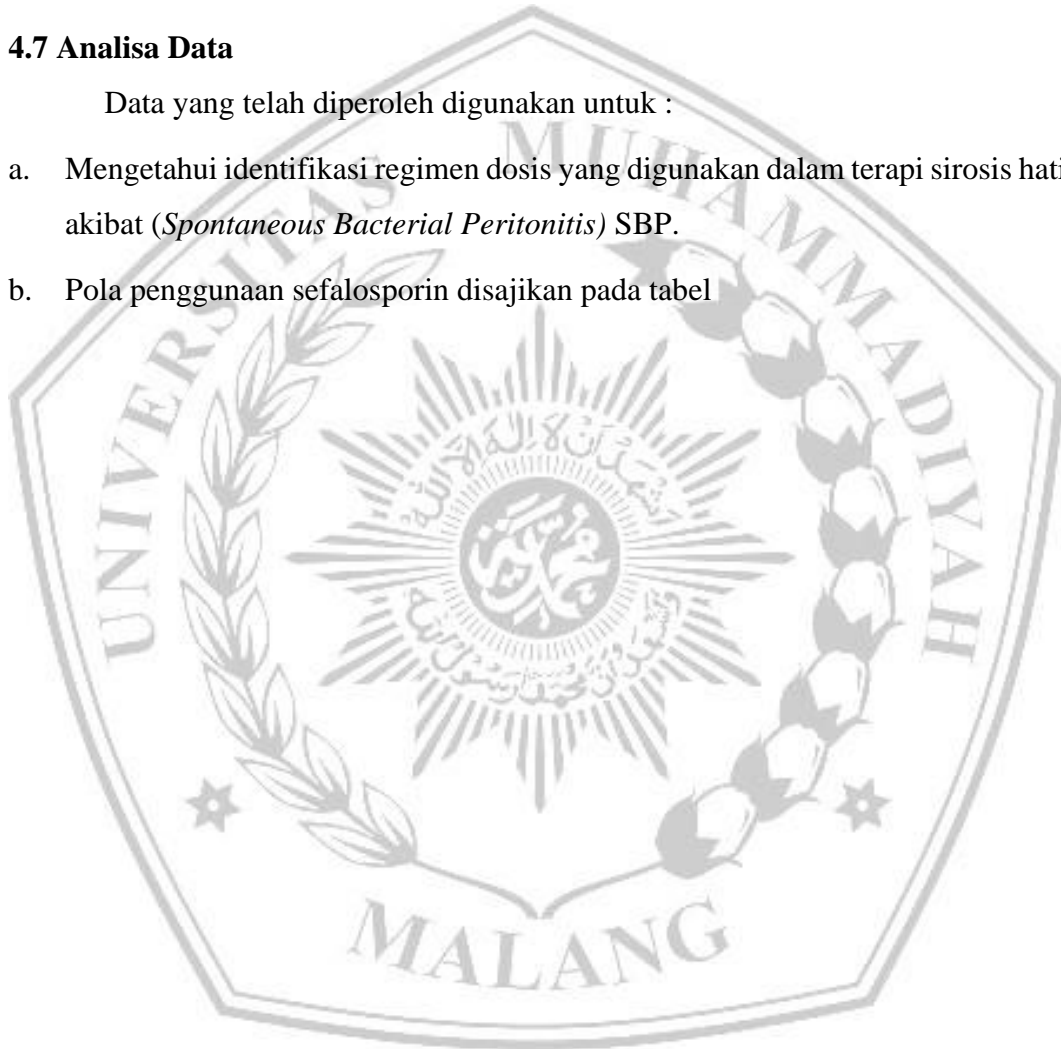 4.7 Analisa Data
Data yang telah diperoleh digunakan untuk :
a. Mengetahui identifikasi regimen dosis yang digunakan dalam terapi sirosis hati
akibat (Spontaneous Bacterial Peritonitis) SBP.
b. Pola penggunaan sefalosporin disajikan pada tabel
UNIVERSITAS MUHAMMADIYAH
MALANG